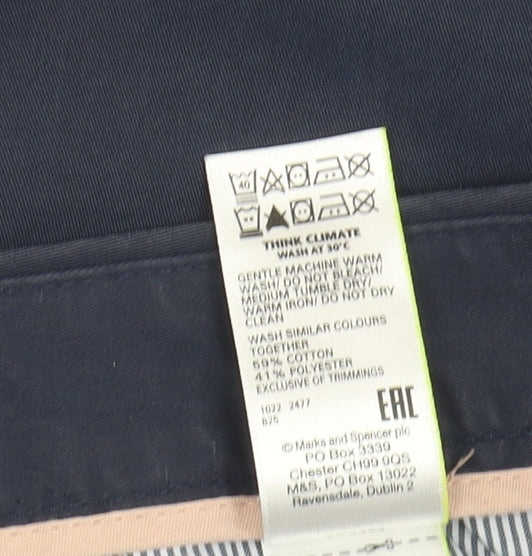 40
THINK CLIMATE
WASH AT 30°C
GENTLE MACHINE WARM
WASH/ DO NOT BLEACH/
MEDIUM TUMBLE DRY/
WARM IRON/ DO NOT DRY
CLEAN
WASH SIMILAR COLOURS
TOGETHER
59% COTTON
41% POLYESTER
EXCLUSIVE OF TRIMMINGS
1022 2477
825
EAC
© Marks and Spencer plc
PO Box 3339
Chester CH99 9QS
M&S, PO Box 13022
Ravensdale, Dublin 2